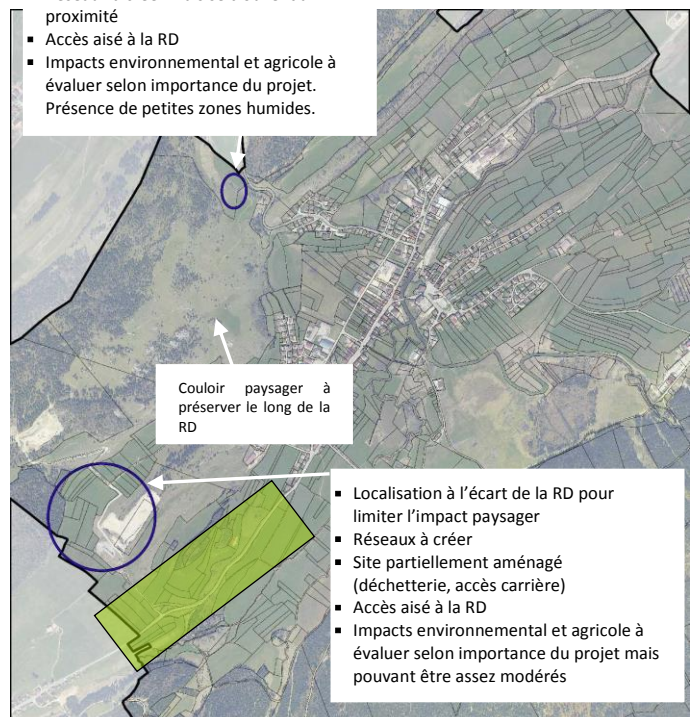 proximité
▪ Accès aisé à la RD
▪ Impacts environnemental et agricole à
évaluer selon importance du projet.
Présence de petites zones humides.
Couloir paysager à
préserver le long de la
RD
▪ Localisation à l’écart de la RD pour
limiter l’impact paysager
▪ Réseaux à créer
▪ Site partiellement aménagé
(déchetterie, accès carrière)
▪ Accès aisé à la RD
▪ Impacts environnemental et agricole à
évaluer selon importance du projet mais
pouvant être assez modérés